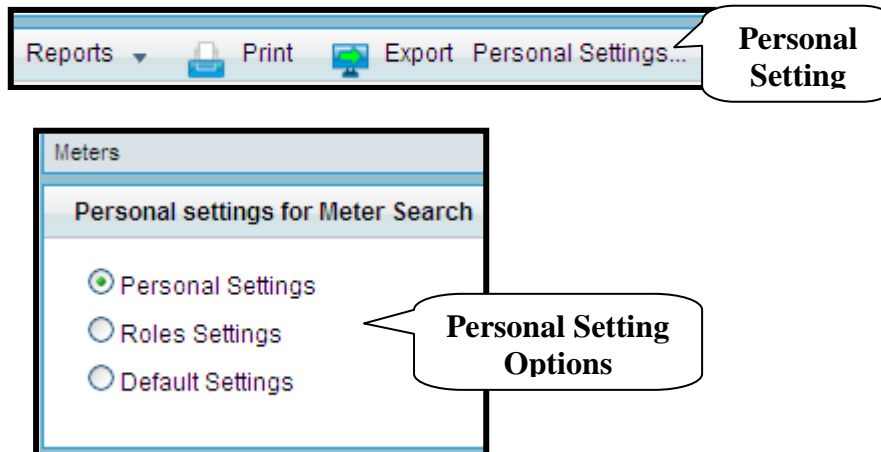 Reports Print Export Personal Settings...
Personal
Setting
Meters
Personal settings for Meter Search
Personal Settings
Roles Settings
Default Settings
Personal Setting
Options